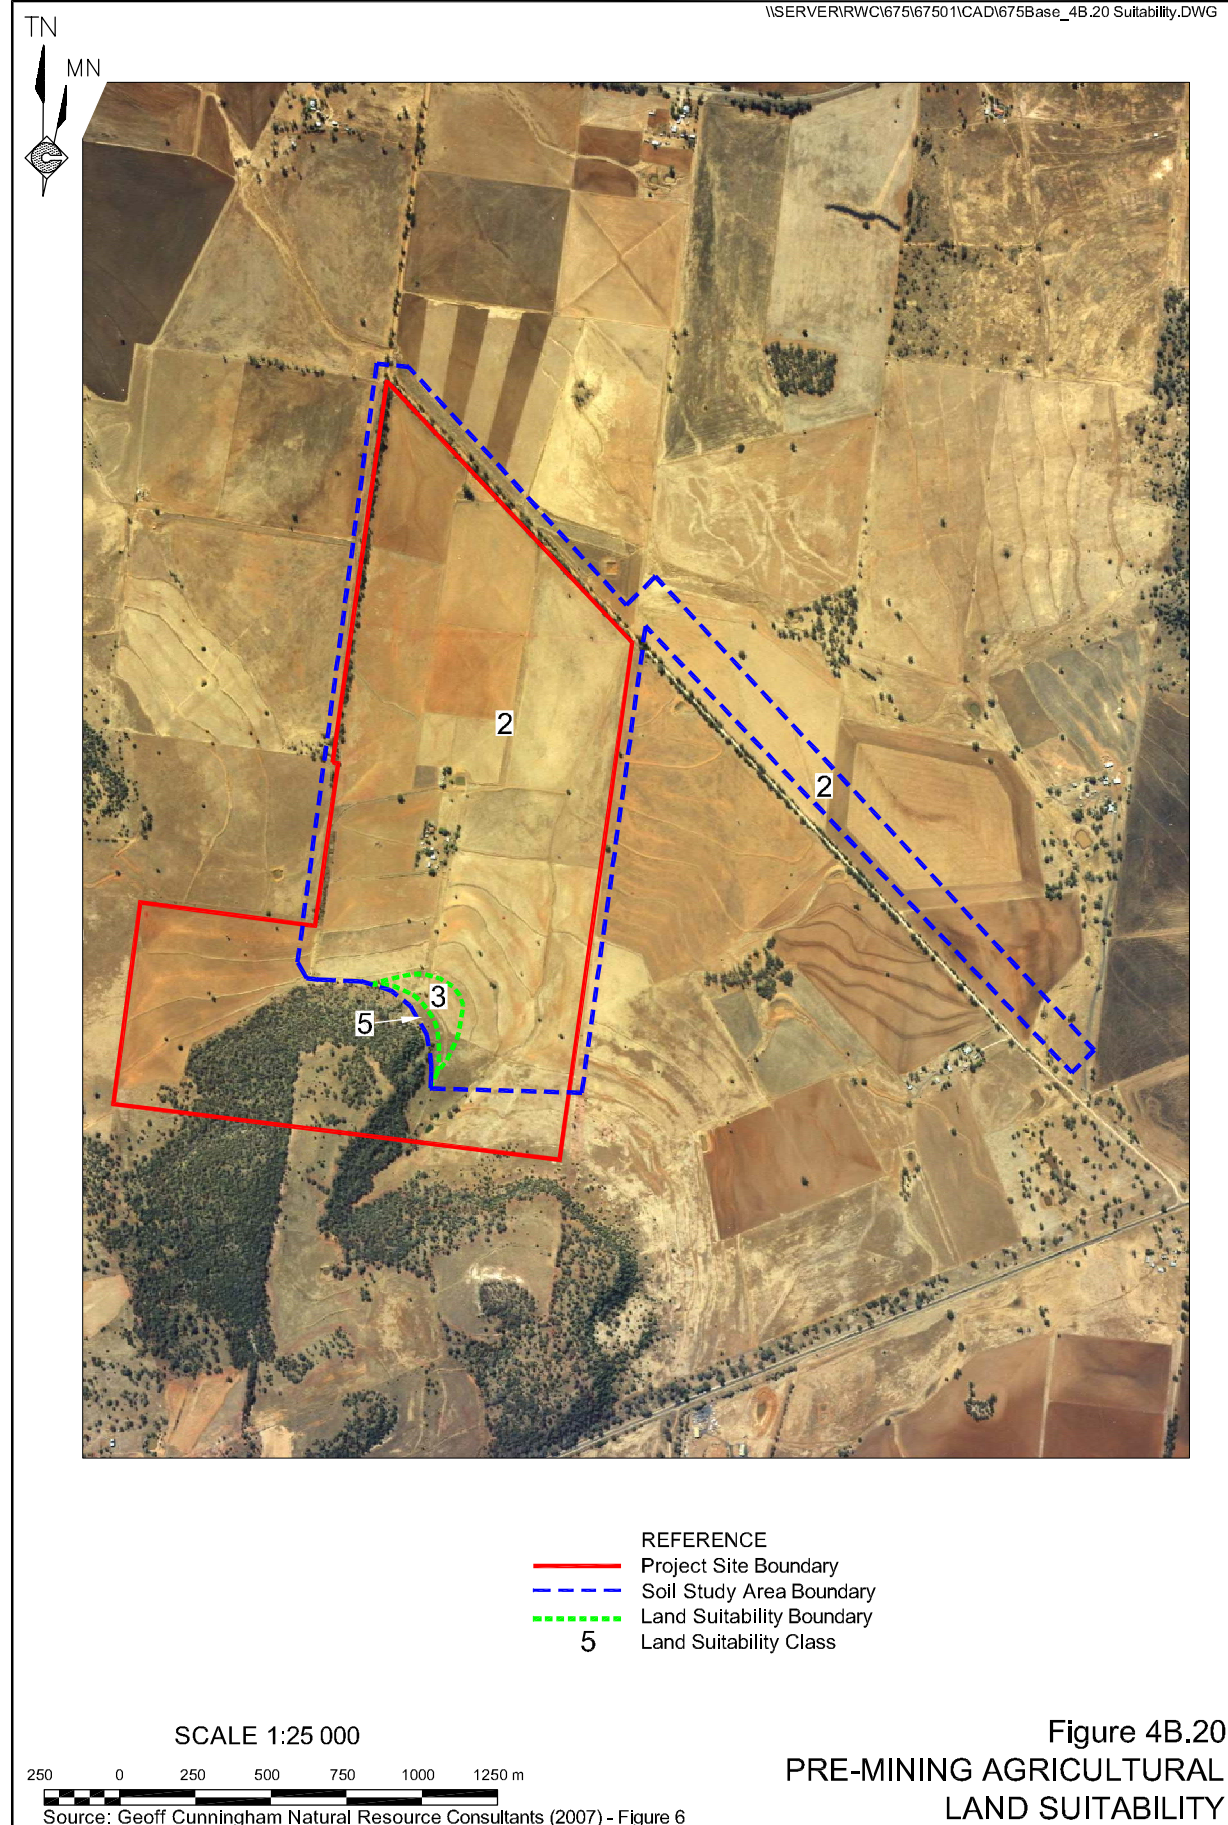 \\SERVER\RWC\675\67501\CAD\675Base_4B.20 Suitability.DWG
TN
MN
2
2
3
5
REFERENCE
Project Site Boundary
Soil Study Area Boundary
Land Suitability Boundary
5 Land Suitability Class
SCALE 1:25 000
250 0 250 500 750 1000 1250 m
Source: Geoff Cunningham Natural Resource Consultants (2007) - Figure 6
Figure 4B.20
PRE-MINING AGRICULTURAL
LAND SUITABILITY